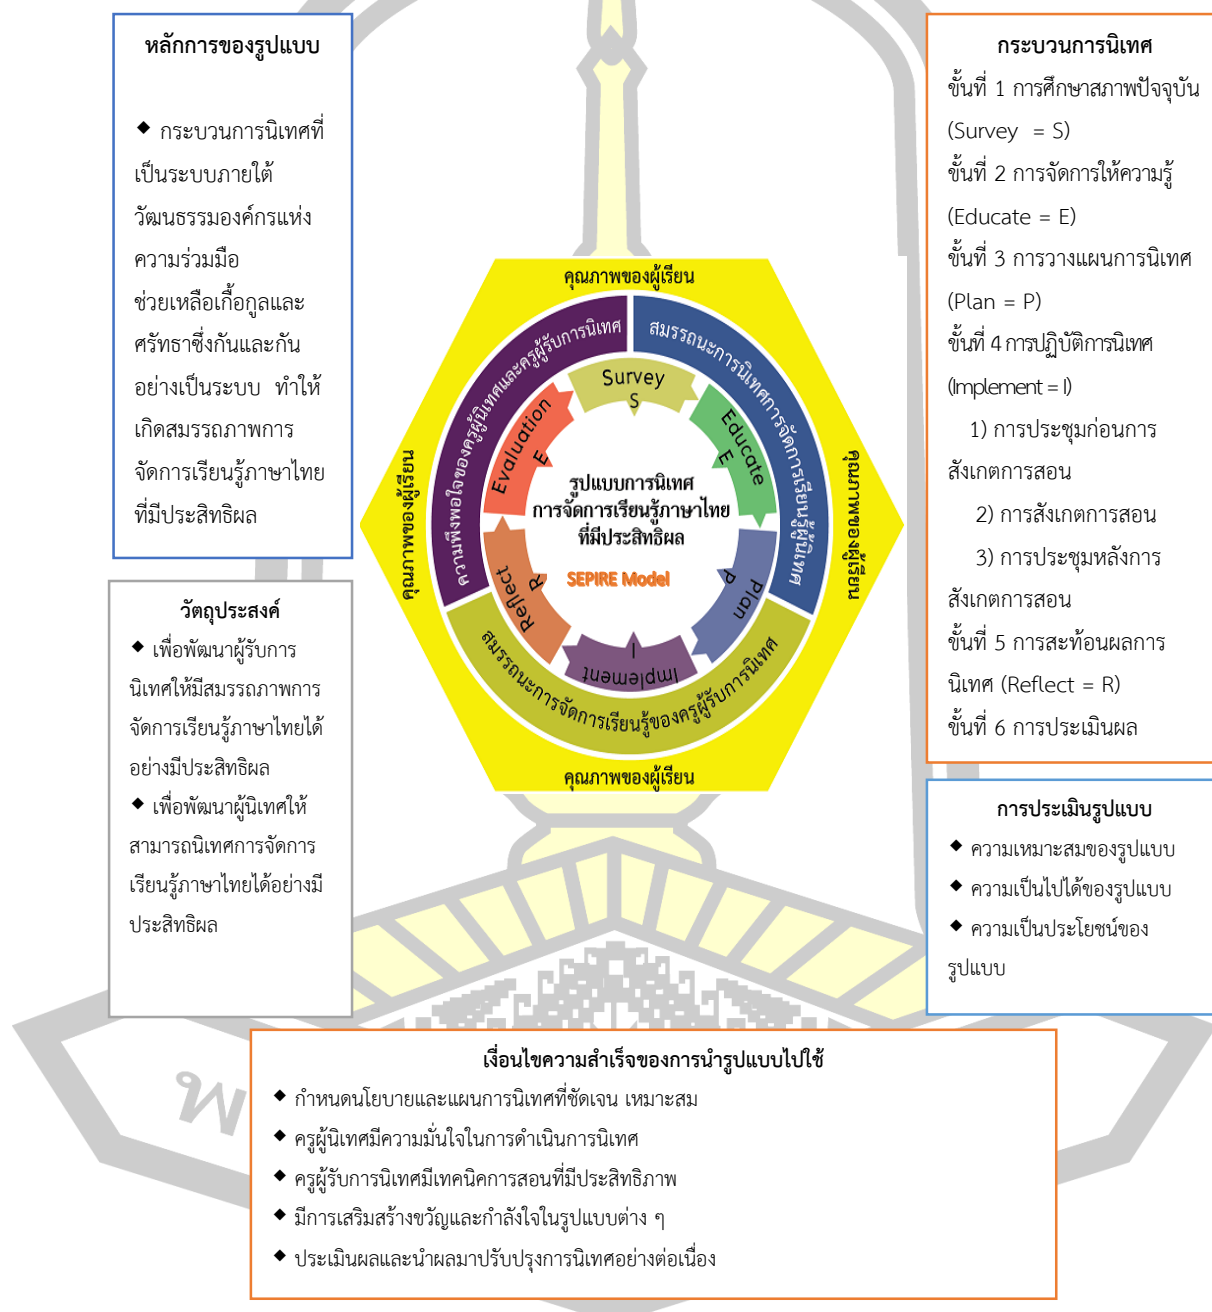 หลักการของรูปแบบ
◆ กระบวนการนิเทศที่
เป็นระบบภายใต้
วัฒนธรรมองค์กรแห่ง
ความร่วมมือ
ช่วยเหลือเกื้อกูลและ
ศรัทธาซึ่งกันและกัน
อย่างเป็นระบบ ทำให้
เกิดสมรรถภาพการ
จัดการเรียนรู้ภาษาไทย
ที่มีประสิทธิผล
วัตถุประสงค์
◆ เพื่อพัฒนาผู้รับการ
นิเทศให้มีสมรรถภาพการ
จัดการเรียนรู้ภาษาไทยได้
อย่างมีประสิทธิผล
◆ เพื่อพัฒนาผู้นิเทศให้
สามารถนิเทศการจัดการ
เรียนรู้ภาษาไทยได้อย่างมี
ประสิทธิผล
คุณภาพของผู้เรียน
คุณภาพของผู้เรียน
คุณภาพของผู้เรียน
คุณภาพของผู้เรียน
ความพึงพอใจของครูผู้นิเทศและครูผู้รับการนิเทศ
สมรรถนะการนิเทศการจัดการเรียนรู้ผู้นิเทศ
สมรรถนะการจัดการเรียนรู้ของครูผู้รับการนิเทศ
Survey
S
Educate
E
Plan
P
Implement
I
Reflect
R
Evaluation
E
รูปแบบการนิเทศ
การจัดการเรียนรู้ภาษาไทย
ที่มีประสิทธิผล
SEPIRE Model
กระบวนการนิเทศ
ขั้นที่ 1 การศึกษาสภาพปัจจุบัน
(Survey = S)
ขั้นที่ 2 การจัดการให้ความรู้
(Educate = E)
ขั้นที่ 3 การวางแผนการนิเทศ
(Plan = P)
ขั้นที่ 4 การปฏิบัติการนิเทศ
(Implement = I)
1) การประชุมก่อนการ
สังเกตการสอน
2) การสังเกตการสอน
3) การประชุมหลังการ
สังเกตการสอน
ขั้นที่ 5 การสะท้อนผลการ
นิเทศ (Reflect = R)
ขั้นที่ 6 การประเมินผล
การประเมินรูปแบบ
◆ ความเหมาะสมของรูปแบบ
◆ ความเป็นไปได้ของรูปแบบ
◆ ความเป็นประโยชน์ของ
รูปแบบ
เงื่อนไขความสำเร็จของการนำรูปแบบไปใช้
◆ กำหนดนโยบายและแผนการนิเทศที่ชัดเจน เหมาะสม
◆ ครูผู้นิเทศมีความมั่นใจในการดำเนินการนิเทศ
◆ ครูผู้รับการนิเทศมีเทคนิคการสอนที่มีประสิทธิภาพ
◆ มีการเสริมสร้างขวัญและกำลังใจในรูปแบบต่าง ๆ
◆ ประเมินผลและนำผลมาปรับปรุงการนิเทศอย่างต่อเนื่อง